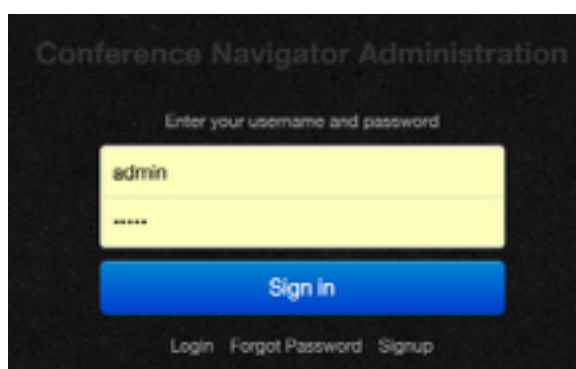 Conference Navigator Administration
Enter your username and password
admin
•••••
Sign in
Login Forgot Password Signup